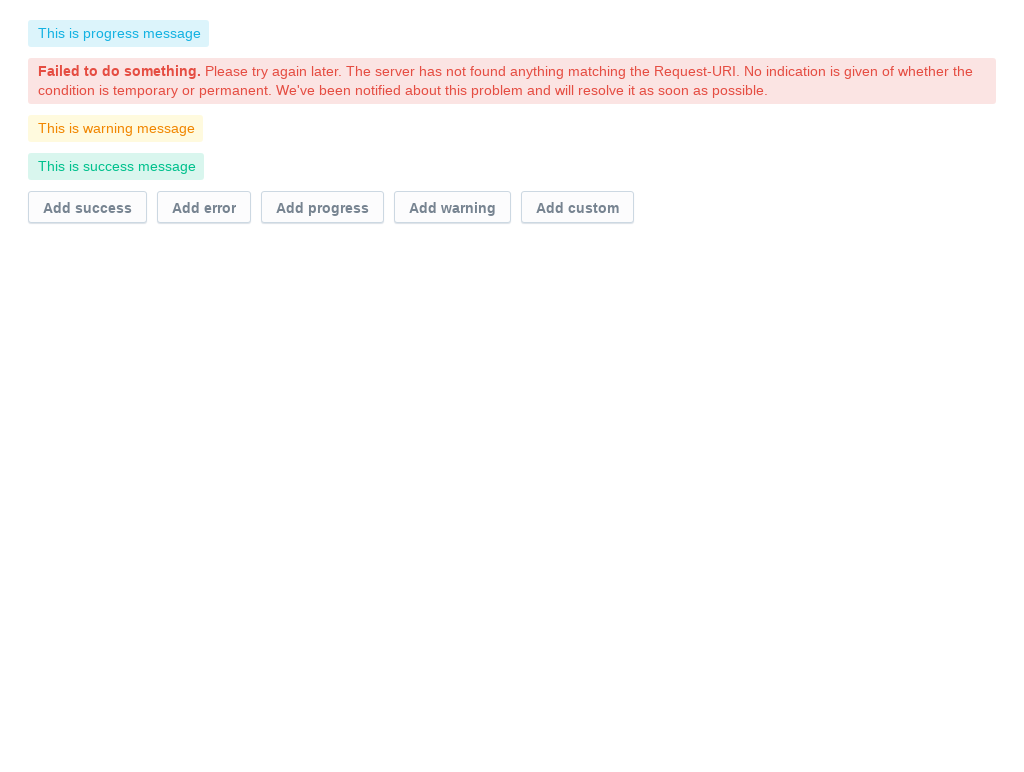 This is progress message
Failed to do something. Please try again later. The server has not found anything matching the Request-URI. No indication is given of whether the
condition is temporary or permanent. We've been notified about this problem and will resolve it as soon as possible.
This is warning message
This is success message
Add success Add error Add progress Add warning Add custom